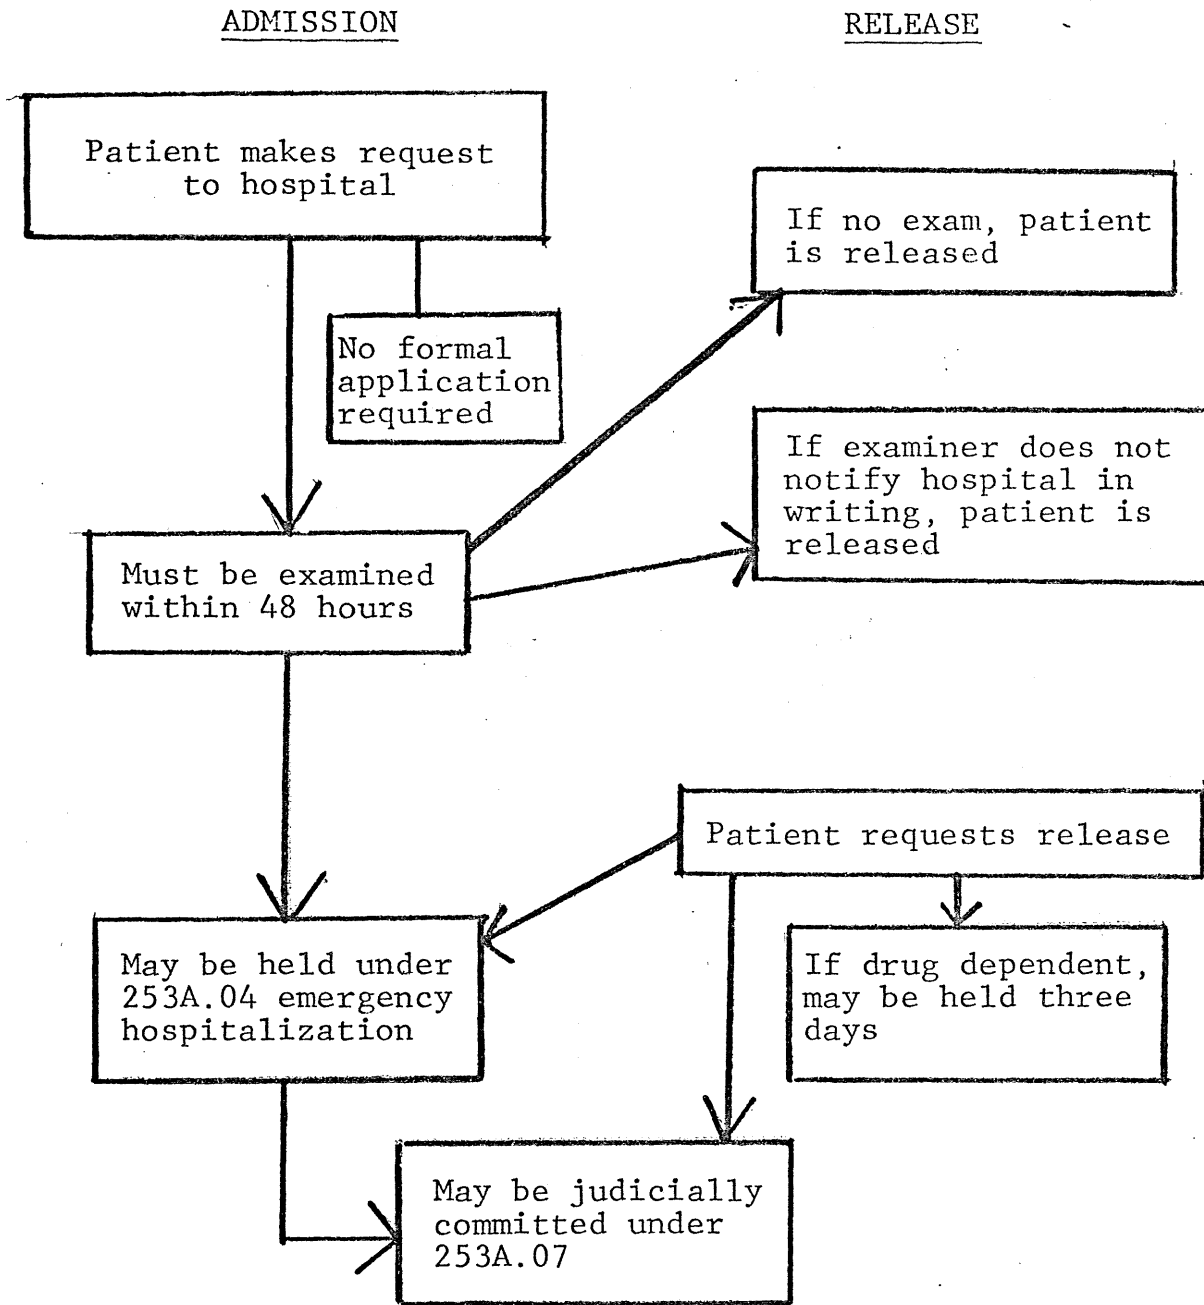 ADMISSION
RELEASE
Patient makes request
to hospital
No formal
application
required
Must be examined
within 48 hours
If no exam, patient
is released
If examiner does not
notify hospital in
writing, patient is
released
Patient requests release
If drug dependent,
may be held three
days
May be held under
253A.04 emergency
hospitalization
May be judicially
committed under
253A.07